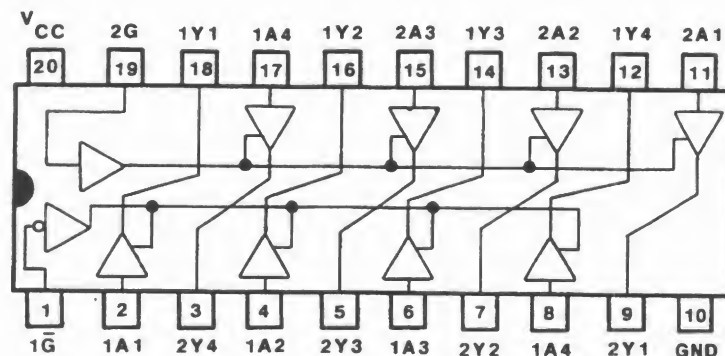 VCC 2G 1Y1 1A4 1Y2 2A3 1Y3 2A2 1Y4 2A1
20 19 18 17 16 15 14 13 12 11
1 2 3 4 5 6 7 8 9 10
1G̅ 1A1 2Y4 1A2 2Y3 1A3 2Y2 1A4 2Y1 GND